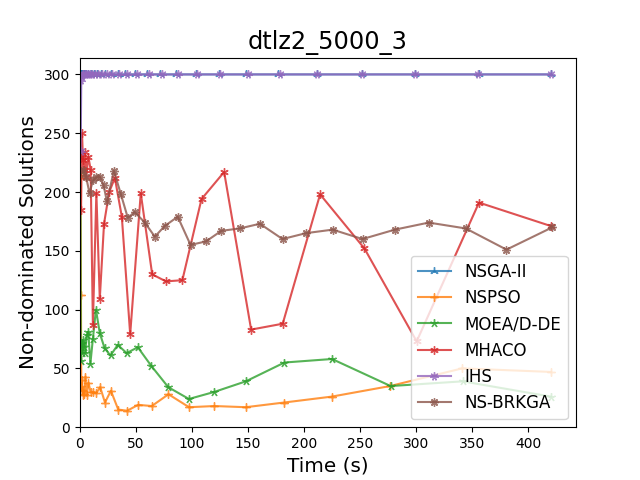 dtlz2_5000_3
Non-dominated Solutions
300
250
200
150
100
50
0
0 50 100 150 200 250 300 350 400
Time (s)
NSGA-II
NSPSO
MOEA/D-DE
MHACO
IHS
NS-BRKGA